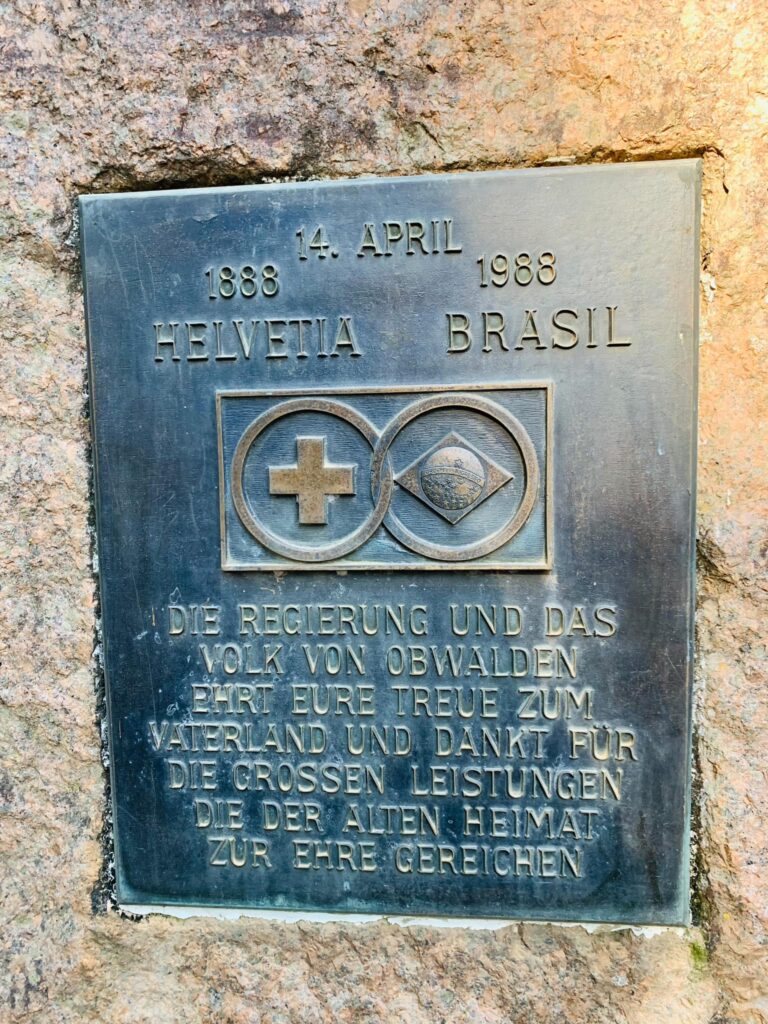 14. APRIL
1888 1988
HELVETIA BRASIL
DIE REGIERUNG UND DAS
VOLK VON OBWALDEN
EHRT EURE TREUE ZUM
VATERLAND UND DANKT FÜR
DIE GROSSEN LEISTUNGEN
DIE DER ALTEN HEIMAT
ZUR EHRE GEREICHEN